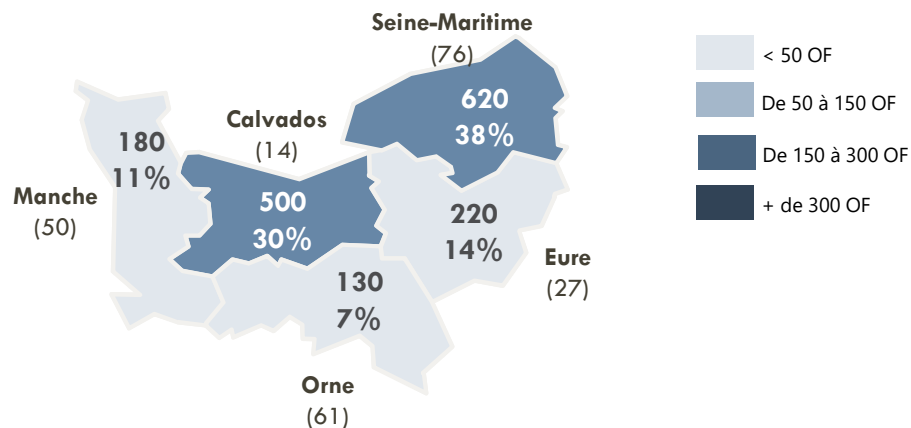 Seine-Maritime
(76)
620
38%
Calvados
(14)
500
30%
180
11%
Manche
(50)
220
14%
Eure
(27)
130
7%
Orne
(61)
< 50 OF
De 50 à 150 OF
De 150 à 300 OF
+ de 300 OF